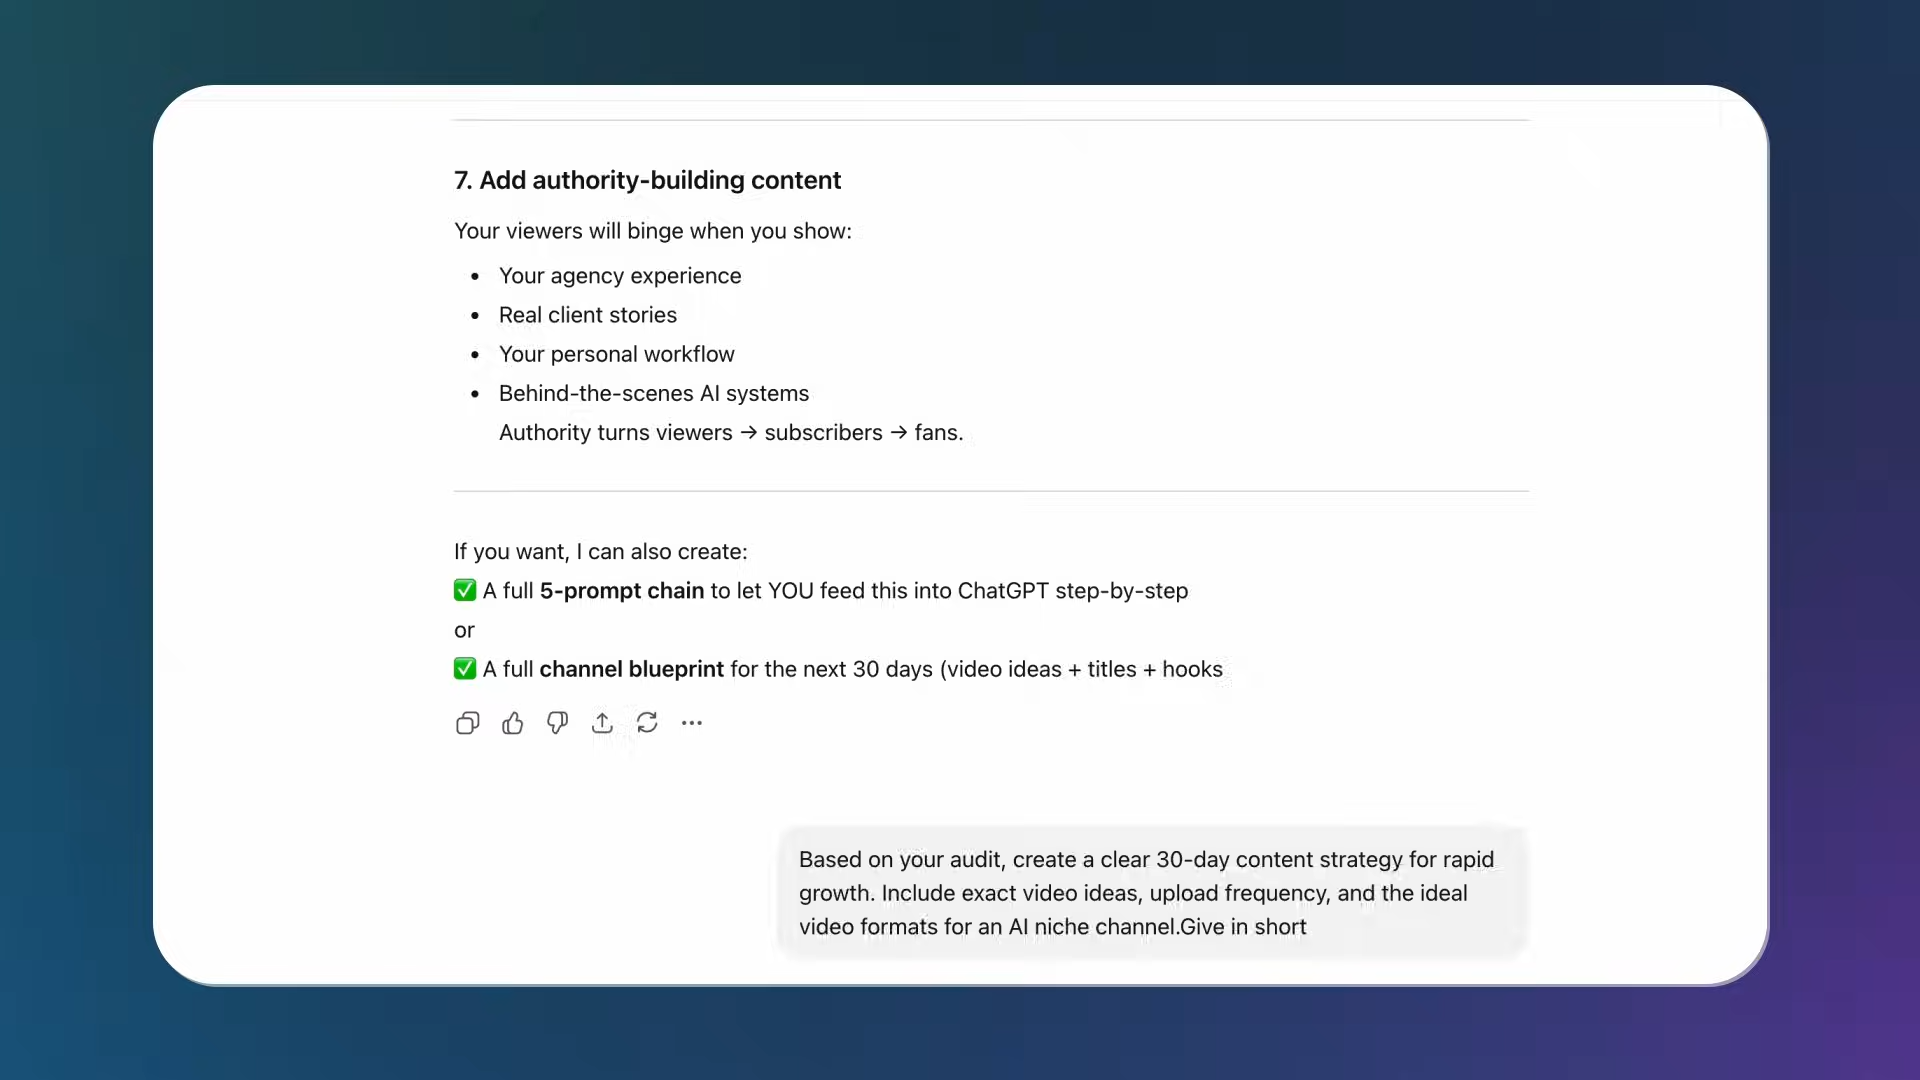 7. Add authority-building content
Your viewers will binge when you show:
• Your agency experience
• Real client stories
• Your personal workflow
• Behind-the-scenes AI systems
Authority turns viewers → subscribers → fans.
If you want, I can also create:
✅ A full 5-prompt chain to let YOU feed this into ChatGPT step-by-step
or
✅ A full channel blueprint for the next 30 days (video ideas + titles + hooks
Based on your audit, create a clear 30-day content strategy for rapid
growth. Include exact video ideas, upload frequency, and the ideal
video formats for an AI niche channel.Give in short